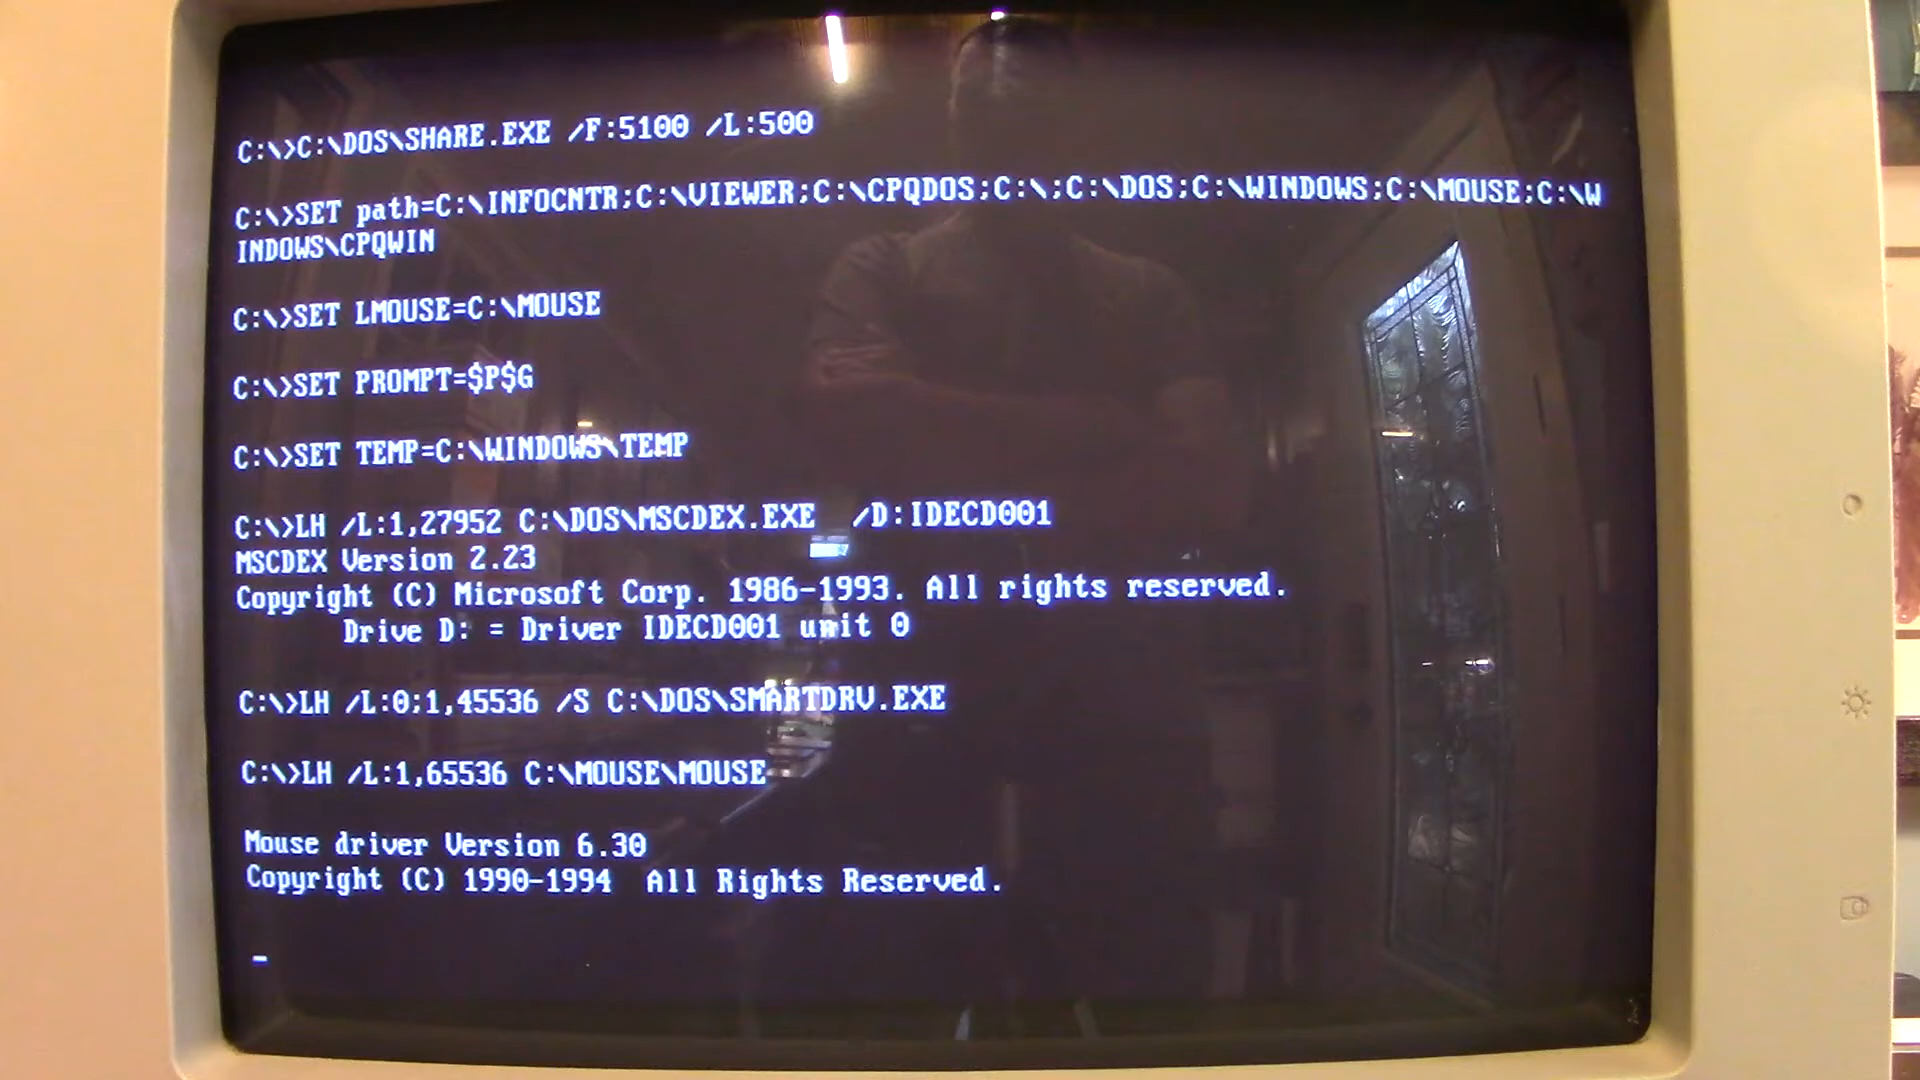 C:\>C:\DOS\SHARE.EXE /F:5100 /L:500
C:\>SET path=C:\INFOCNTR;C:\VIEWER;C:\CPQDOS;C:\;C:\DOS;C:\WINDOWS;C:\MOUSE;C:\W
INDOWS\CPQWIN
C:\>SET LMOUSE=C:\MOUSE
C:\>SET PROMPT=$P$G
C:\>SET TEMP=C:\WINDOWS\TEMP
C:\>LH /L:1,27952 C:\DOS\MSCDEX.EXE  /D:IDECD001
MSCDEX Version 2.23
Copyright (C) Microsoft Corp. 1986-1993. All rights reserved.
Drive D: = Driver IDECD001 unit 0
C:\>LH /L:0;1,45536 /S C:\DOS\SMARTDRV.EXE
C:\>LH /L:1,65536 C:\MOUSE\MOUSE
Mouse driver Version 6.30
Copyright (C) 1990-1994  All Rights Reserved.